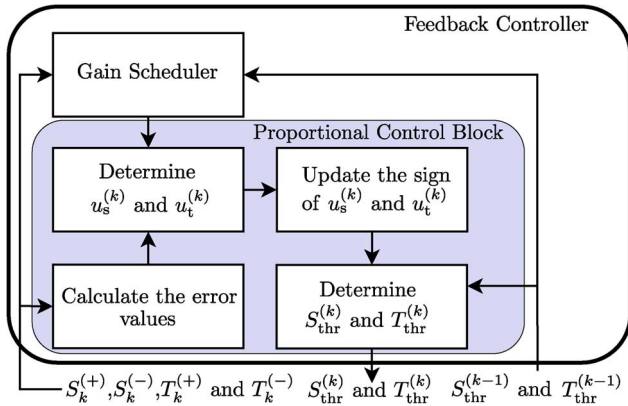 Feedback Controller
Gain Scheduler
Proportional Control Block
Determine
u_s^(k) and u_t^(k)
Update the sign
of u_s^(k) and u_t^(k)
Calculate the error
values
Determine
S_thr^(k) and T_thr^(k)
S_k^(+),S_k^(-),T_k^(+) and T_k^(-) S_thr^(k) and T_thr^(k) S_thr^(k-1) and T_thr^(k-1)